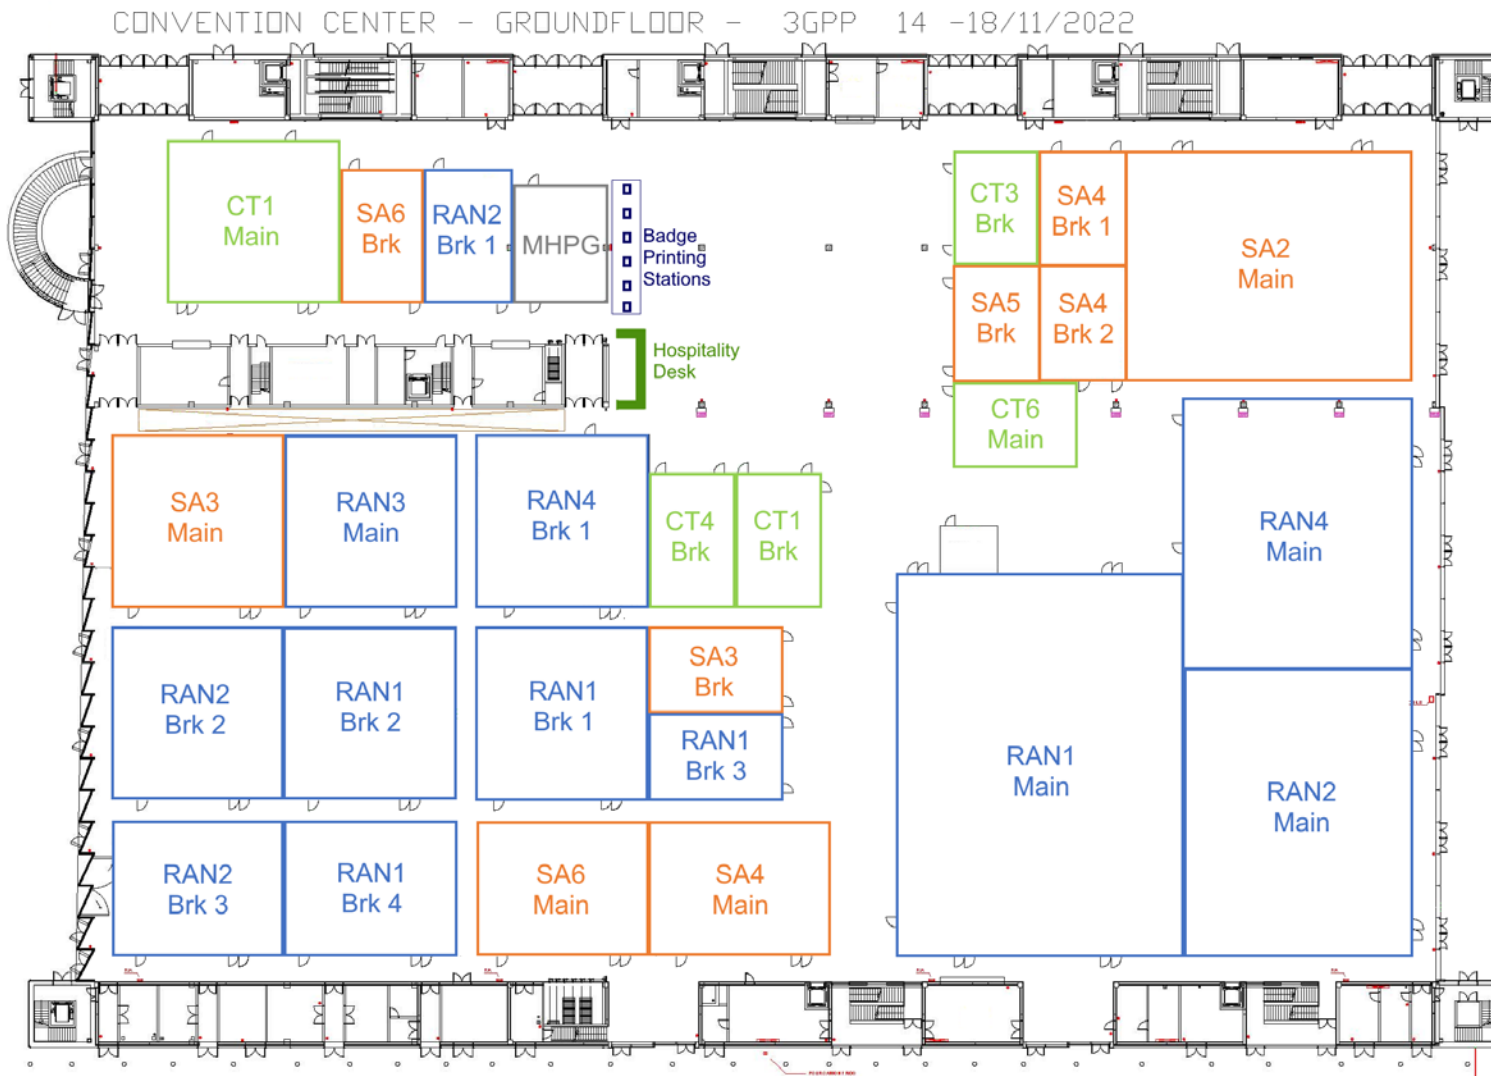 CONVENTION CENTER - GROUNDFLOOR - 3GPP 14 -18/11/2022
CT1
Main
SA6
Brk
RAN2
Brk 1
MHPG
Badge
Printing
Stations
CT3
Brk
SA4
Brk 1
SA2
Main
SA5
Brk
SA4
Brk 2
Hospitality
Desk
CT6
Main
SA3
Main
RAN3
Main
RAN4
Brk 1
CT4
Brk
CT1
Brk
RAN4
Main
RAN2
Brk 2
RAN1
Brk 2
RAN1
Brk 1
SA3
Brk
RAN1
Brk 3
RAN1
Main
RAN2
Main
RAN2
Brk 3
RAN1
Brk 4
SA6
Main
SA4
Main